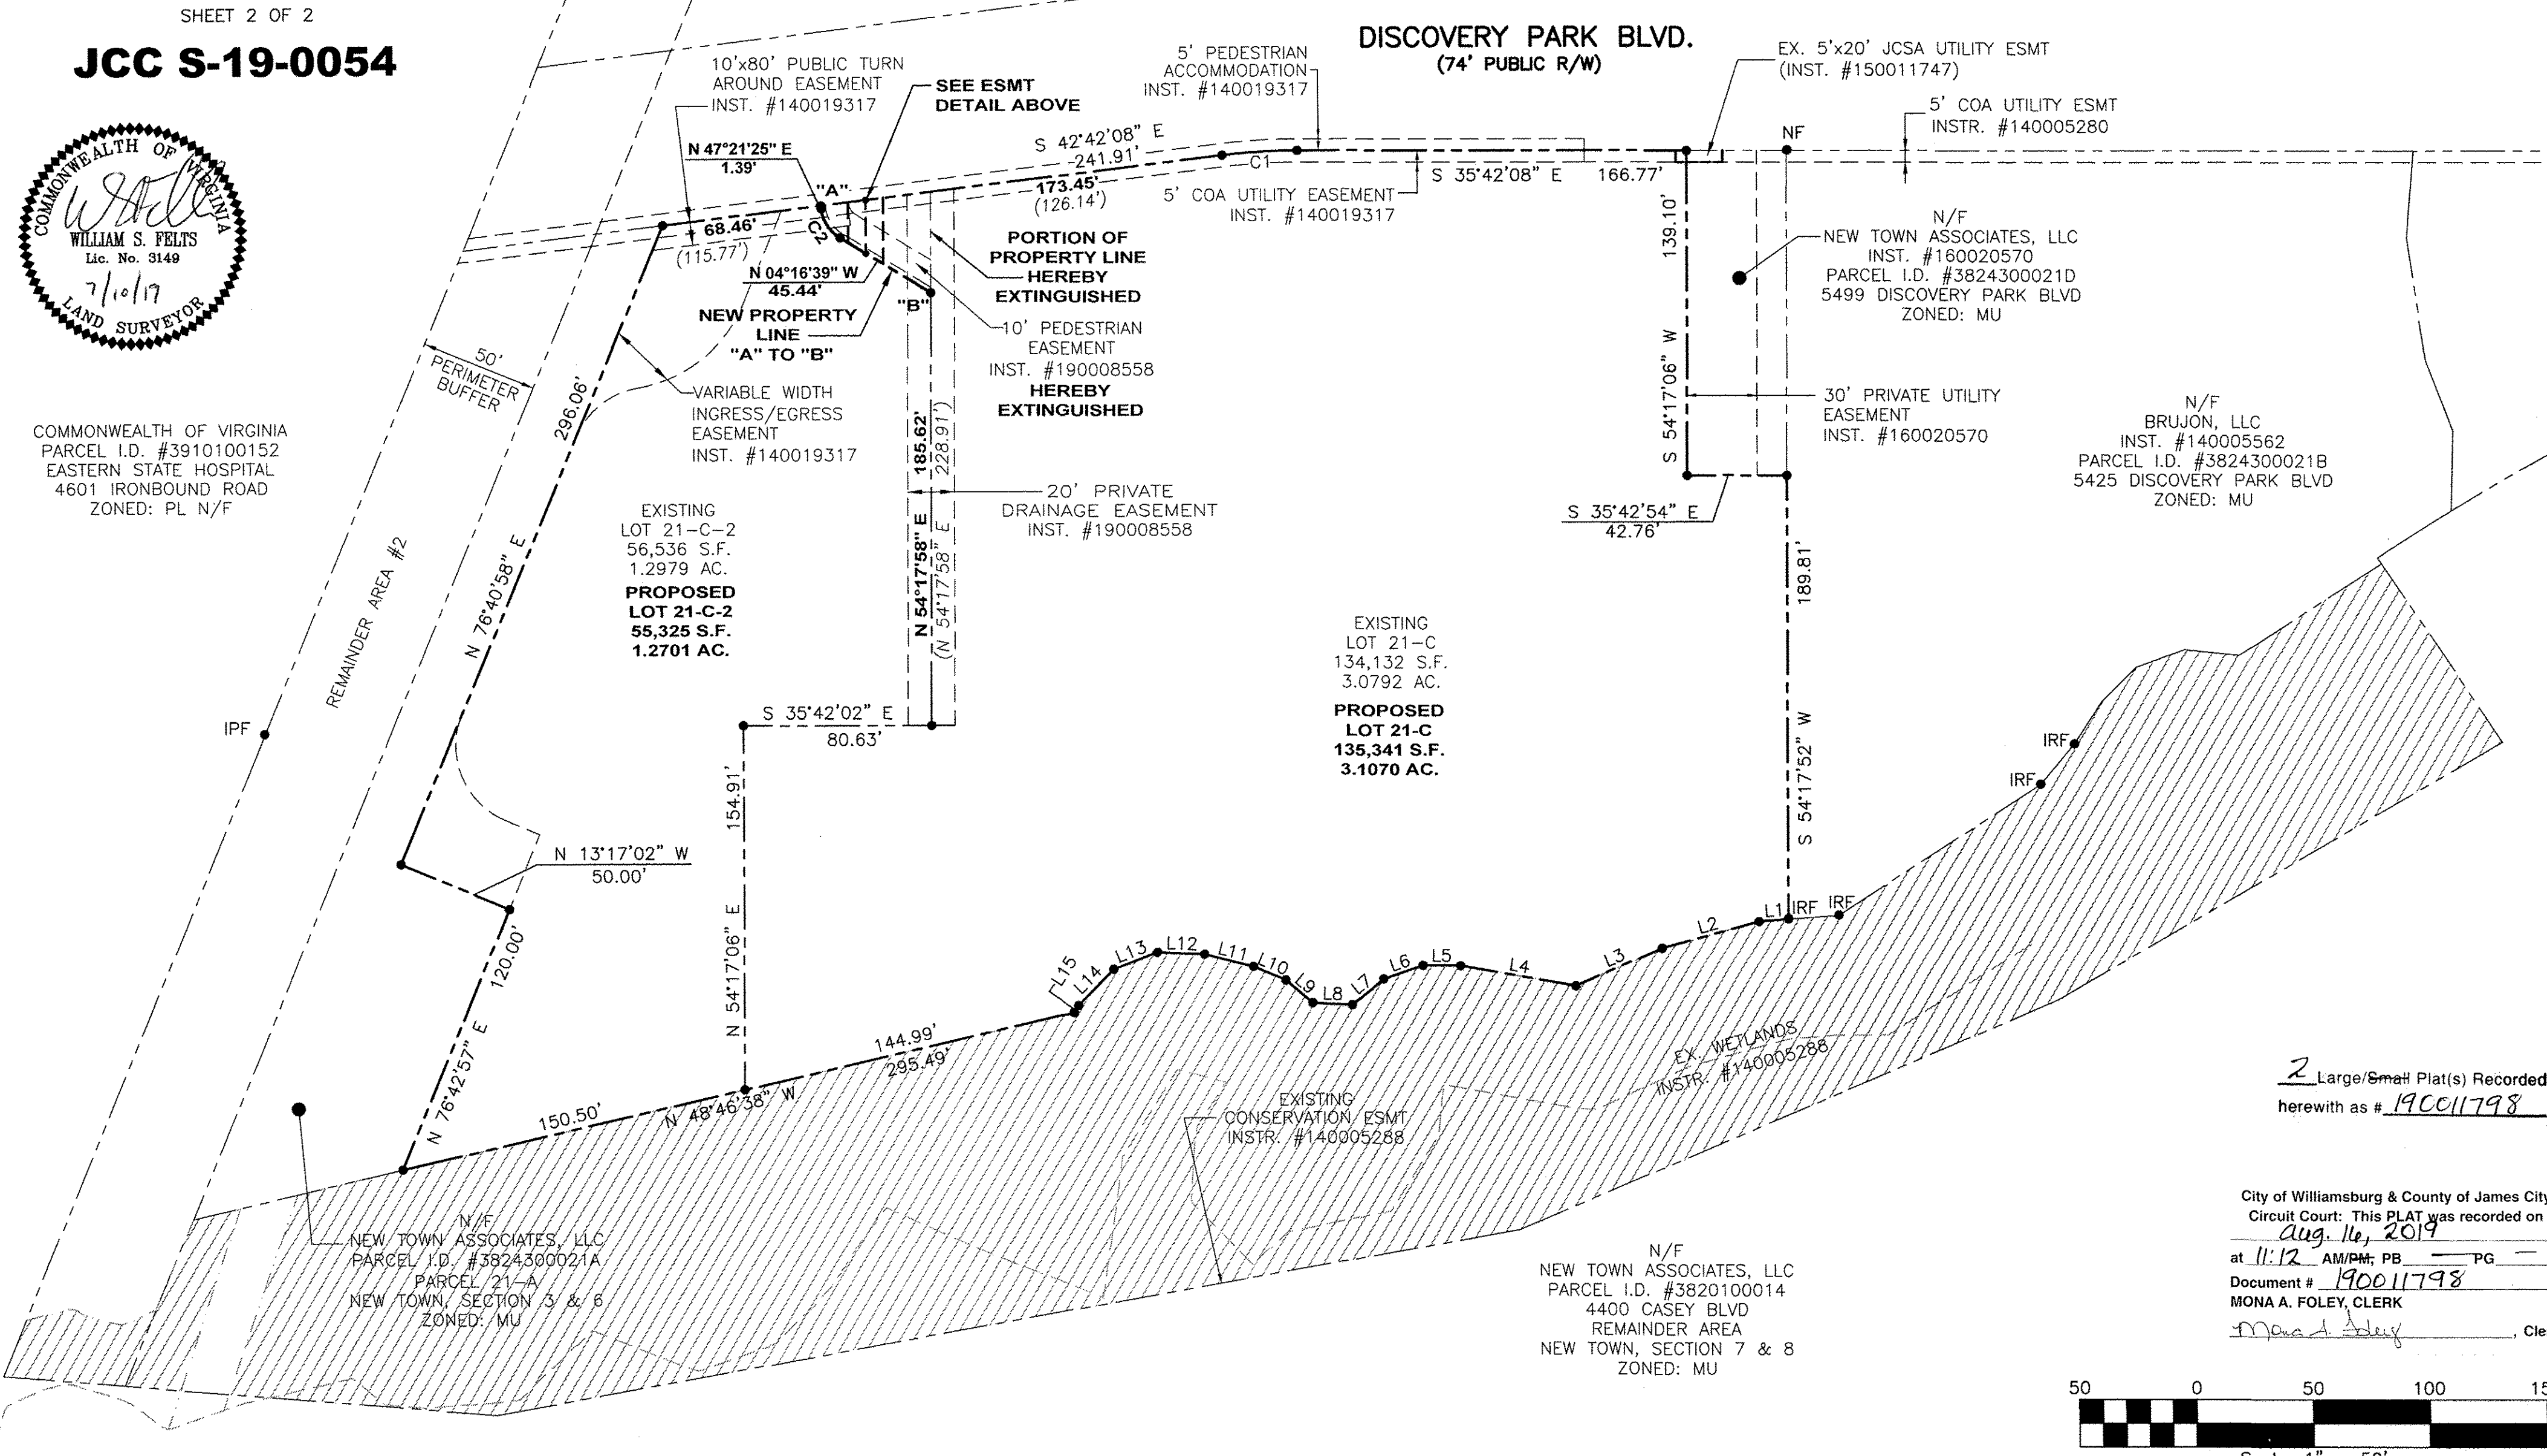 SHEET 2 OF 2
JCC S-19-0054
COMMONWEALTH OF VIRGINIA
WILLIAM S. FELTS
Lic. No. 3149
7/10/19
LAND SURVEYOR
DISCOVERY PARK BLVD.
(74' PUBLIC R/W)
10'x80' PUBLIC TURN
AROUND EASEMENT
INST. #140019317
SEE ESMT
DETAIL ABOVE
5' PEDESTRIAN
ACCOMMODATION
INST. #140019317
EX. 5'x20' JCSA UTILITY ESMT
(INST. #150011747)
5' COA UTILITY ESMT
INSTR. #140005280
NF
N 47°21'25" E
1.39'
"A"
S 42°42'08" E
241.91'
173.45'
(126.14')
C1
5' COA UTILITY EASEMENT
INST. #140019317
S 35°42'08" E 166.77'
68.46'
(115.77')
C2
N 04°16'39" W
45.44'
"B"
NEW PROPERTY
LINE
"A" TO "B"
PORTION OF
PROPERTY LINE
HEREBY
EXTINGUISHED
10' PEDESTRIAN
EASEMENT
INST. #190008558
HEREBY
EXTINGUISHED
139.10'
S 54°17'06" W
N/F
NEW TOWN ASSOCIATES, LLC
INST. #160020570
PARCEL I.D. #3824300021D
5499 DISCOVERY PARK BLVD
ZONED: MU
30' PRIVATE UTILITY
EASEMENT
INST. #160020570
N/F
BRUJON, LLC
INST. #140005562
PARCEL I.D. #3824300021B
5425 DISCOVERY PARK BLVD
ZONED: MU
50'
PERIMETER
BUFFER
296.06'
N 76°40'58" E
VARIABLE WIDTH
INGRESS/EGRESS
EASEMENT
INST. #140019317
COMMONWEALTH OF VIRGINIA
PARCEL I.D. #3910100152
EASTERN STATE HOSPITAL
4601 IRONBOUND ROAD
ZONED: PL N/F
REMAINDER AREA #2
IPF
EXISTING
LOT 21-C-2
56,536 S.F.
1.2979 AC.
PROPOSED
LOT 21-C-2
55,325 S.F.
1.2701 AC.
N 54°17'58" E 185.62'
(N 54°17'58" E 228.91')
20' PRIVATE
DRAINAGE EASEMENT
INST. #190008558
S 35°42'54" E
42.76'
189.81'
S 54°17'52" W
EXISTING
LOT 21-C
134,132 S.F.
3.0792 AC.
PROPOSED
LOT 21-C
135,341 S.F.
3.1070 AC.
S 35°42'02" E
80.63'
154.91'
N 54°17'06" E
N 13°17'02" W
50.00'
120.00'
N 76°42'57" E
IRF
IRF
IRF
IRF
L1
L2
L3
L4
L5
L6
L7
L8
L9
L10
L11
L12
L13
L14
L15
144.99'
295.49'
150.50'
N 48°46'38" W
EX. WETLANDS
INSTR. #140005288
EXISTING
CONSERVATION ESMT
INSTR. #140005288
N/F
NEW TOWN ASSOCIATES, LLC
PARCEL I.D. #3824300021A
PARCEL 21-A
NEW TOWN, SECTION 3 & 6
ZONED: MU
N/F
NEW TOWN ASSOCIATES, LLC
PARCEL I.D. #3820100014
4400 CASEY BLVD
REMAINDER AREA
NEW TOWN, SECTION 7 & 8
ZONED: MU
2 Large/Small Plat(s) Recorded
herewith as # 190011798
City of Williamsburg & County of James City
Circuit Court: This PLAT was recorded on
Aug. 16, 2019
at 11:12 AM/PM, PB — PG —
Document # 190011798
MONA A. FOLEY, CLERK
Mona A. Foley, Cle
50 0 50 100 15